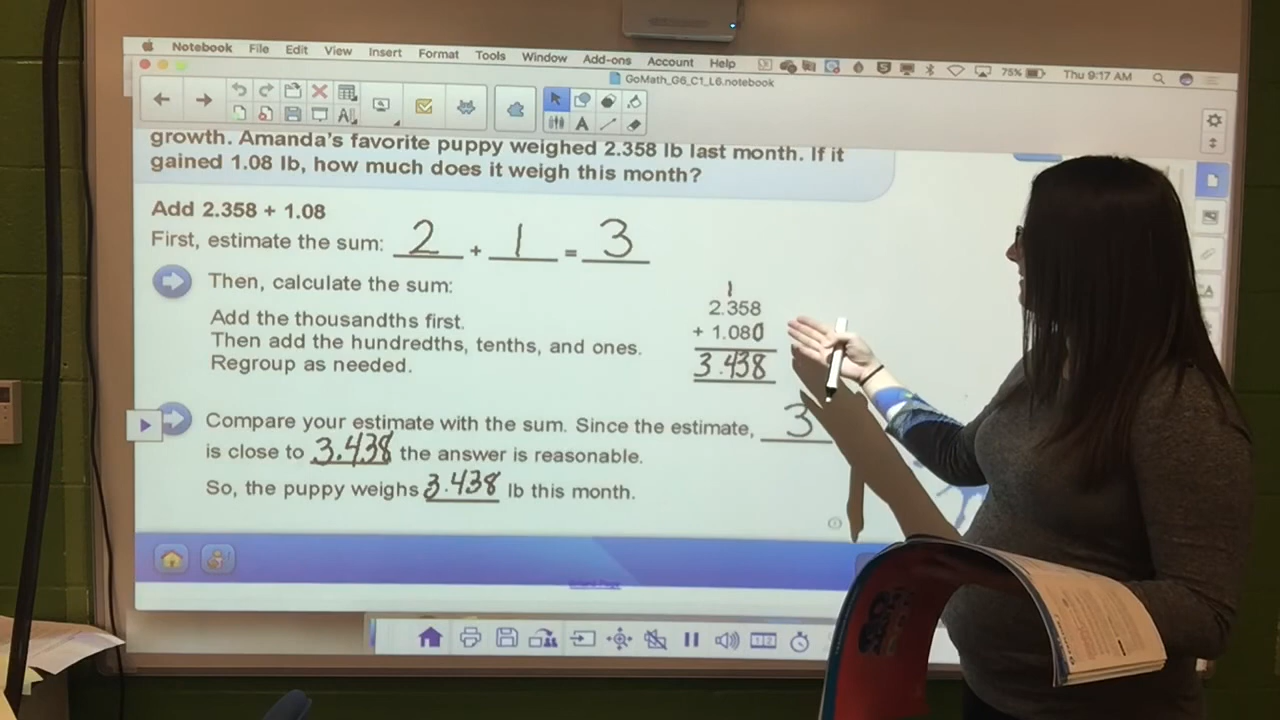 Notebook File Edit View Insert Format Tools Window Add-ons Account Help 75% Thu 9:17 AM
GoMath_G6_C1_L6.notebook
growth. Amanda's favorite puppy weighed 2.358 lb last month. If it
gained 1.08 lb, how much does it weigh this month?
Add 2.358 + 1.08
First, estimate the sum: 2 + 1 = 3
Then, calculate the sum:
1
2.358
+ 1.080
3.438
Add the thousandths first.
Then add the hundredths, tenths, and ones.
Regroup as needed.
Compare your estimate with the sum. Since the estimate, 3
is close to 3.438 the answer is reasonable.
So, the puppy weighs 3.438 lb this month.